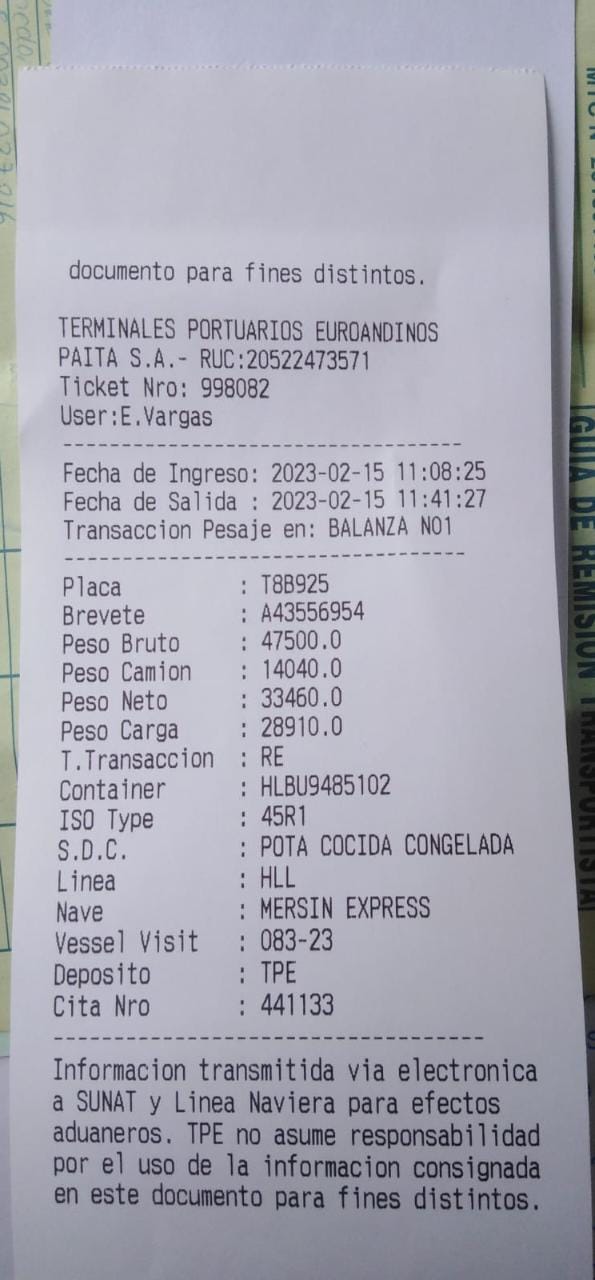 documento para fines distintos.
TERMINALES PORTUARIOS EUROANDINOS
PAITA S.A.- RUC:20522473571
Ticket Nro: 998082
User:E.Vargas
---------------------------------
Fecha de Ingreso: 2023-02-15 11:08:25
Fecha de Salida : 2023-02-15 11:41:27
Transaccion Pesaje en: BALANZA NO1
---------------------------------
Placa : T8B925
Brevete : A43556954
Peso Bruto : 47500.0
Peso Camion : 14040.0
Peso Neto : 33460.0
Peso Carga : 28910.0
T.Transaccion : RE
Container : HLBU9485102
ISO Type : 45R1
S.D.C. : POTA COCIDA CONGELADA
Linea : HLL
Nave : MERSIN EXPRESS
Vessel Visit : 083-23
Deposito : TPE
Cita Nro : 441133
-----------------------------------
Informacion transmitida via electronica
a SUNAT y Linea Naviera para efectos
aduaneros. TPE no asume responsabilidad
por el uso de la informacion consignada
en este documento para fines distintos.
GUIA DE REMISION TRANSPORTISTA